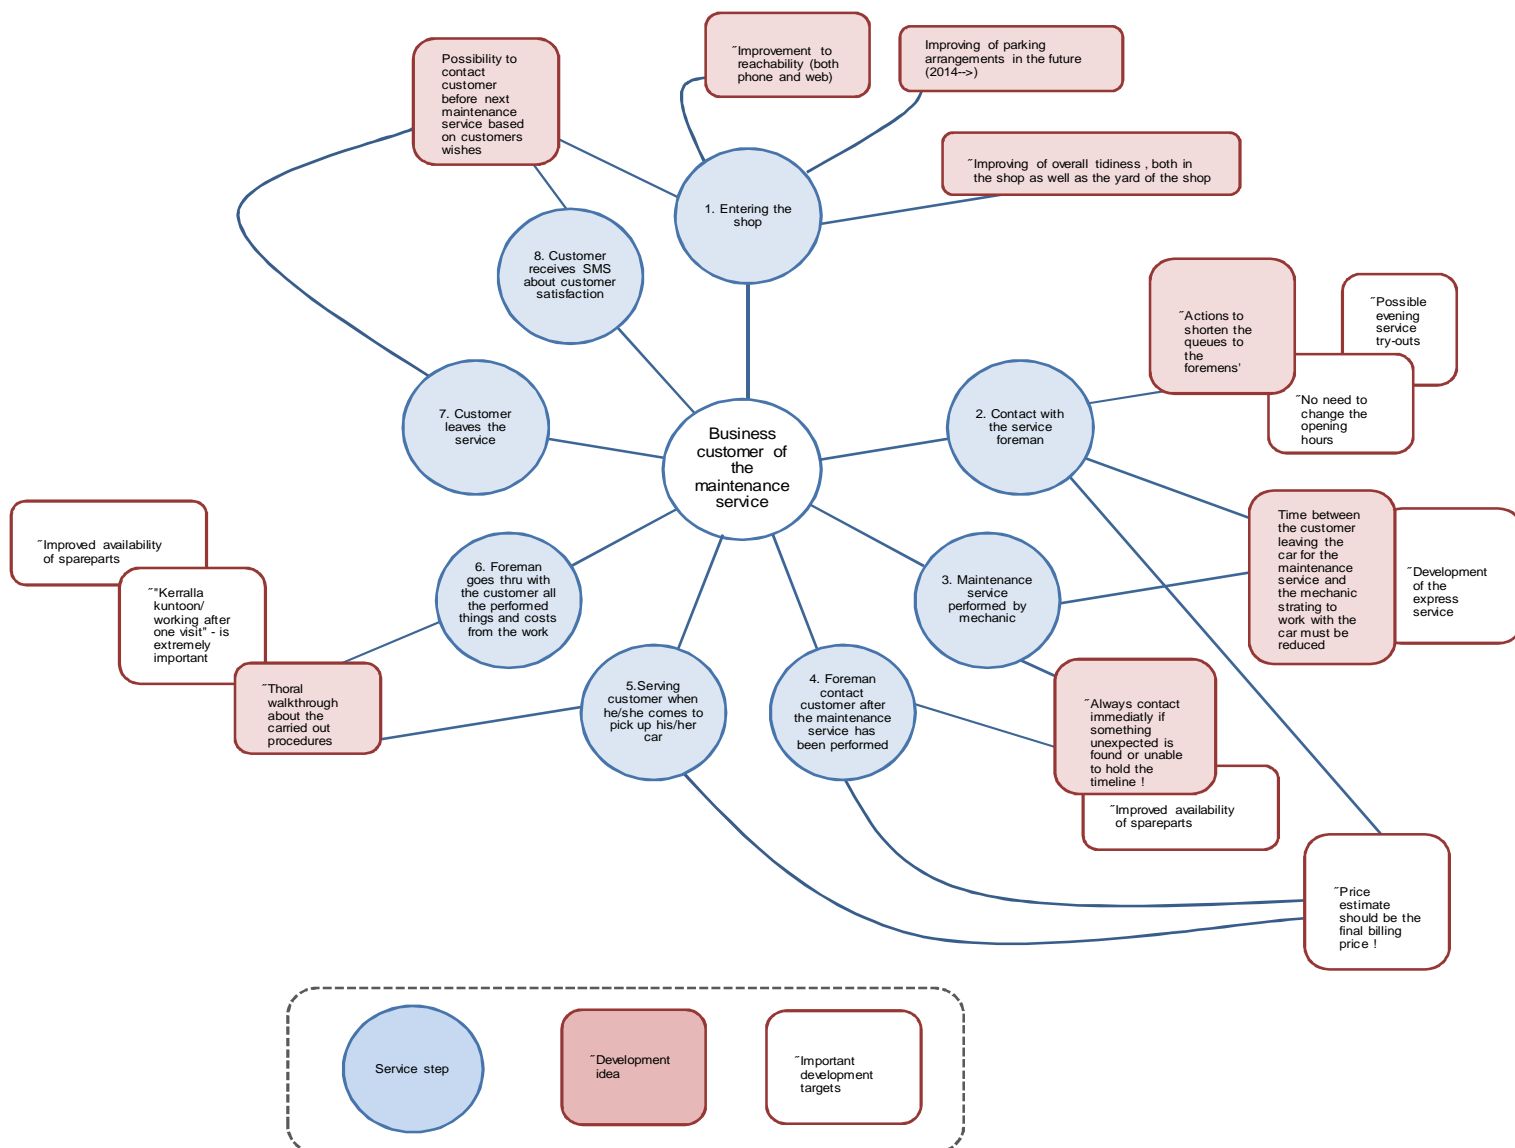 Possibility to
contact
customer
before next
maintenance
service based
on customers
wishes
˝Improvement to
reachability (both
phone and web)
Improving of parking
arrangements in the future
(2014-->)
˝Improving of overall tidiness , both in
the shop as well as the yard of the shop
1. Entering the
shop
8. Customer
receives SMS
about customer
satisfaction
˝Actions to
shorten the
queues to
the
foremens'
˝Possible
evening
service
try-outs
˝No need to
change the
opening
hours
7. Customer
leaves the
service
Business
customer of
the
maintenance
service
2. Contact with
the service
foreman
Time between
the customer
leaving the
car for the
maintenance
service and
the mechanic
strating to
work with the
car must be
reduced
˝Development
of the
express
service
˝Improved availability
of spareparts
˝"Kerralla
kuntoon/
working after
one visit" - is
extremely
important
˝Thoral
walkthrough
about the
carried out
procedures
6. Foreman
goes thru with
the customer all
the performed
things and costs
from the work
3. Maintenance
service
performed by
mechanic
5.Serving
customer when
he/she comes to
pick up his/her
car
4. Foreman
contact
customer after
the maintenance
service has
been performed
˝Always contact
immediatly if
something
unexpected is
found or unable
to hold the
timeline !
˝Improved availability
of spareparts
˝Price
estimate
should be the
final billing
price !
Service step
˝Development
idea
˝Important
development
targets